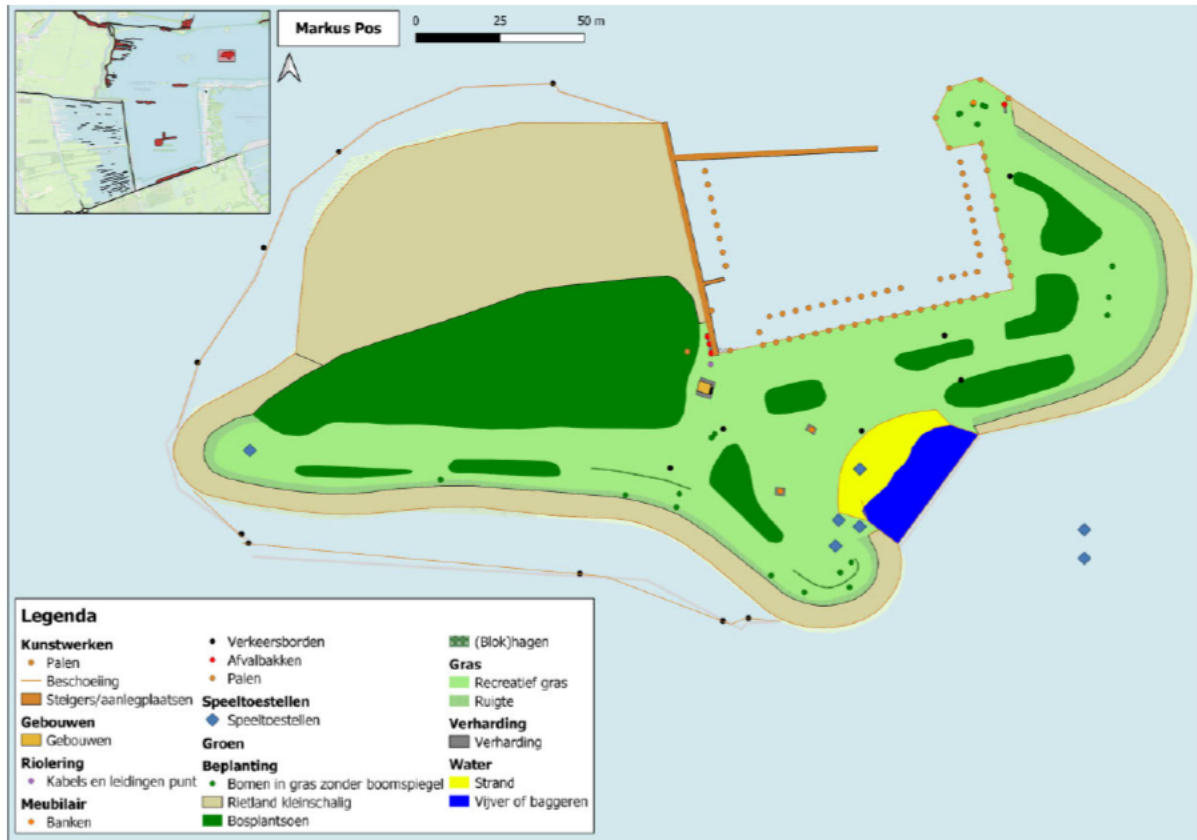 Markus Pos
0 25 50 m
Legenda
Kunstwerken
Palen
Beschoeiing
Steigers/aanlegplaatsen
Gebouwen
Gebouwen
Riolering
Kabels en leidingen punt
Meubilair
Banken
Verkeersborden
Afvalbakken
Palen
Speeltoestellen
Speeltoestellen
Groen
Beplanting
Bomen in gras zonder boomspiegel
Rietland kleinschalig
Bosplantsoen
(Blok)hagen
Gras
Recreatief gras
Ruigte
Verharding
Verharding
Water
Strand
Vijver of baggeren